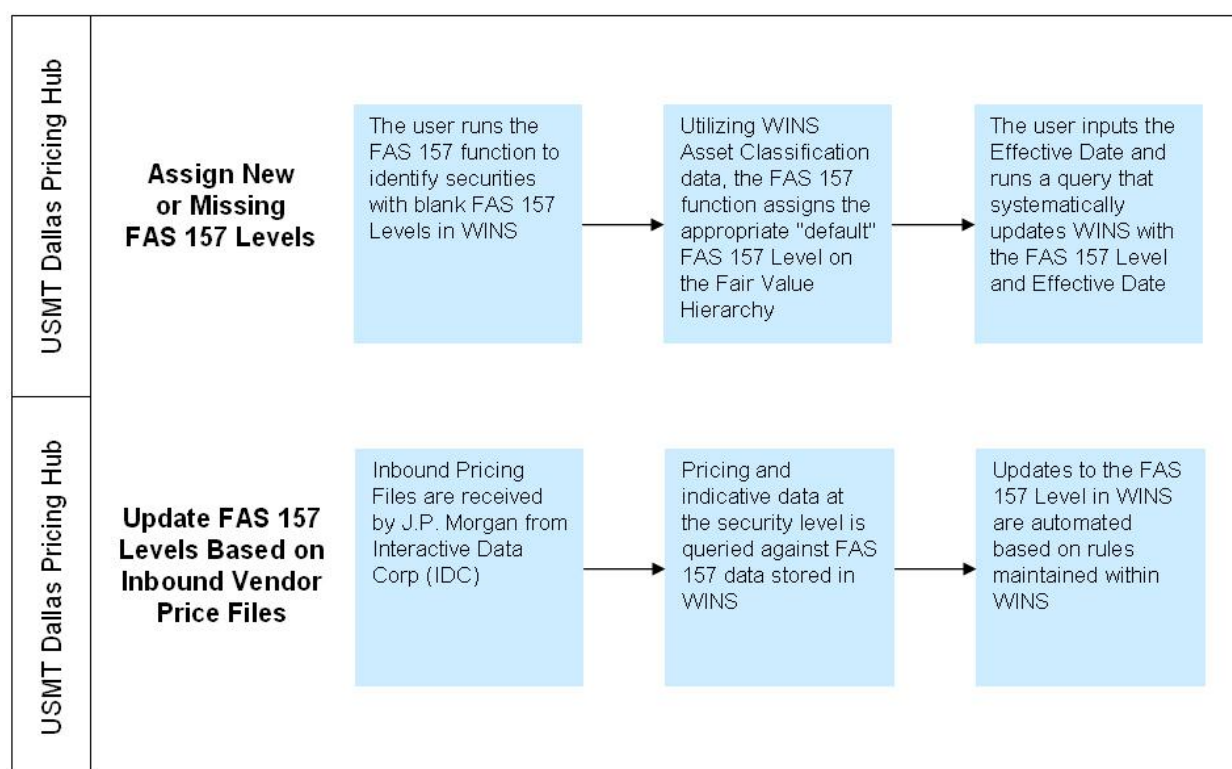 USMT Dallas Pricing Hub
Assign New
or Missing
FAS 157 Levels
The user runs the
FAS 157 function to
identify securities
with blank FAS 157
Levels in WINS
Utilizing WINS
Asset Classification
data, the FAS 157
function assigns the
appropriate "default"
FAS 157 Level on
the Fair Value
Hierarchy
The user inputs the
Effective Date and
runs a query that
systematically
updates WINS with
the FAS 157 Level
and Effective Date
USMT Dallas Pricing Hub
Update FAS 157
Levels Based on
Inbound Vendor
Price Files
Inbound Pricing
Files are received
by J.P. Morgan from
Interactive Data
Corp (IDC)
Pricing and
indicative data at
the security level is
queried against FAS
157 data stored in
WINS
Updates to the FAS
157 Level in WINS
are automated
based on rules
maintained within
WINS